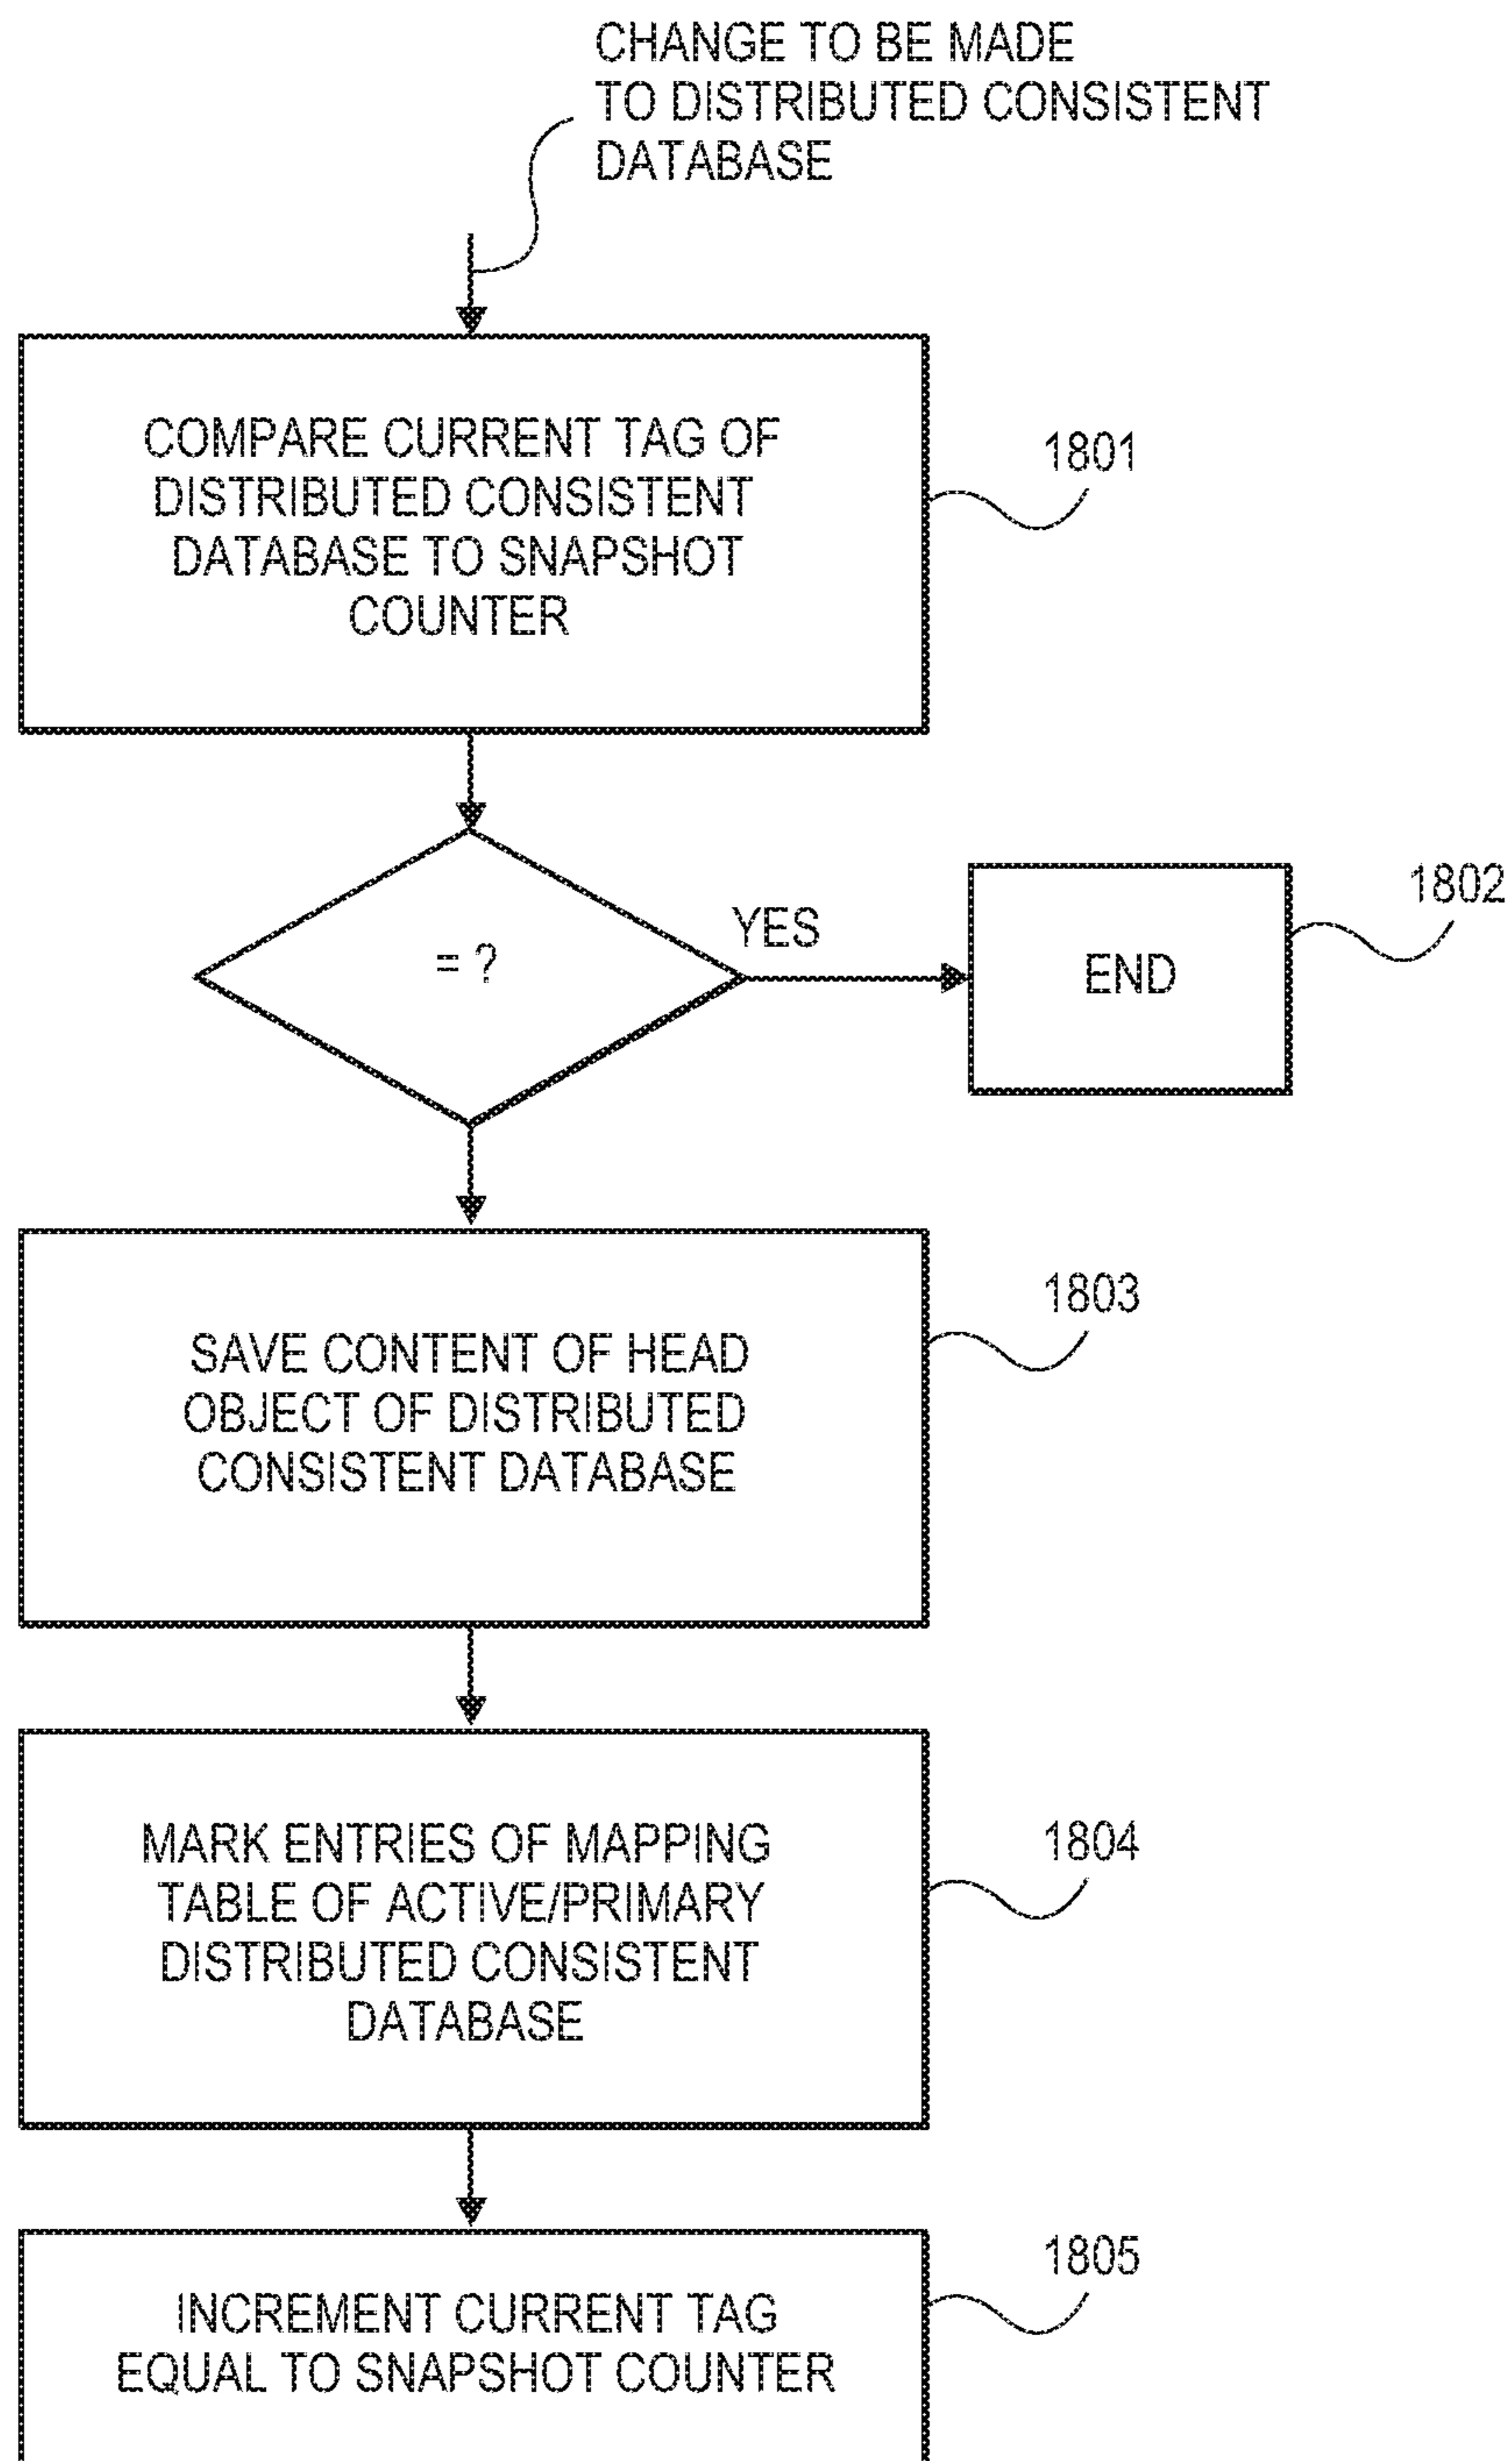 CHANGE TO BE MADE
TO DISTRIBUTED CONSISTENT
DATABASE
COMPARE CURRENT TAG OF
DISTRIBUTED CONSISTENT
DATABASE TO SNAPSHOT
COUNTER
1801
= ?
YES
END
1802
SAVE CONTENT OF HEAD
OBJECT OF DISTRIBUTED
CONSISTENT DATABASE
1803
MARK ENTRIES OF MAPPING
TABLE OF ACTIVE/PRIMARY
DISTRIBUTED CONSISTENT
DATABASE
1804
INCREMENT CURRENT TAG
EQUAL TO SNAPSHOT COUNTER
1805